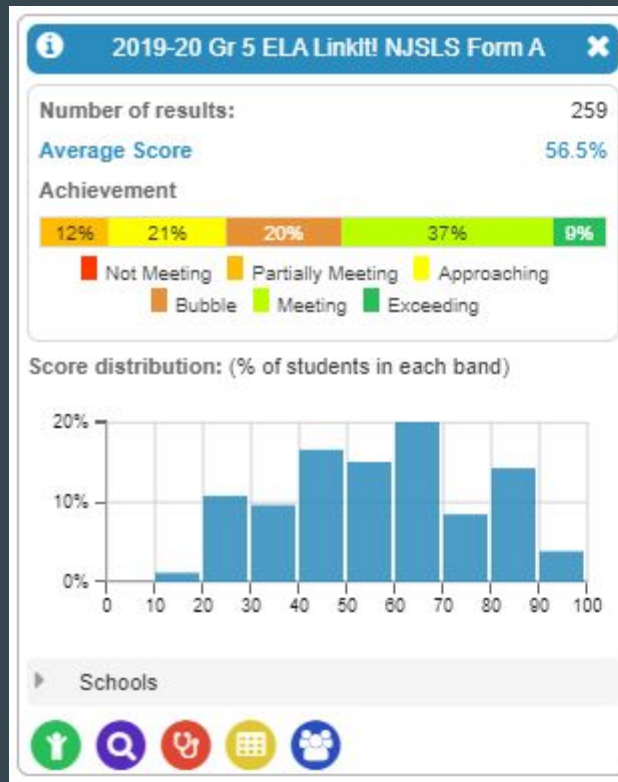 2019-20 Gr 5 ELA LinkIt! NJSLS Form A
Number of results: 259
Average Score 56.5%
Achievement
12% 21% 20% 37% 9%
Not Meeting Partially Meeting Approaching
Bubble Meeting Exceeding
Score distribution: (% of students in each band)
20%
10%
0%
0 10 20 30 40 50 60 70 80 90 100
Schools